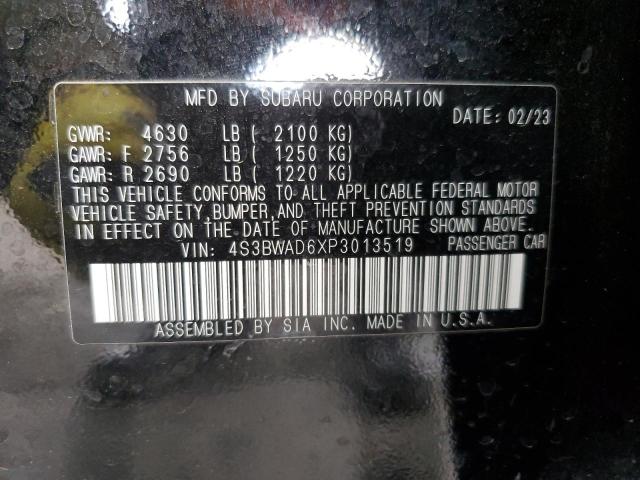 MFD BY SUBARU CORPORATION
DATE: 02/23
GVWR: 4630 LB ( 2100 KG)
GAWR: F 2756 LB ( 1250 KG)
GAWR: R 2690 LB ( 1220 KG)
THIS VEHICLE CONFORMS TO ALL APPLICABLE FEDERAL MOTOR
VEHICLE SAFETY, BUMPER, AND THEFT PREVENTION STANDARDS
IN EFFECT ON THE DATE OF MANUFACTURE SHOWN ABOVE.
VIN: 4S3BWAD6XP3013519 PASSENGER CAR
ASSEMBLED BY SIA INC. MADE IN U.S.A.